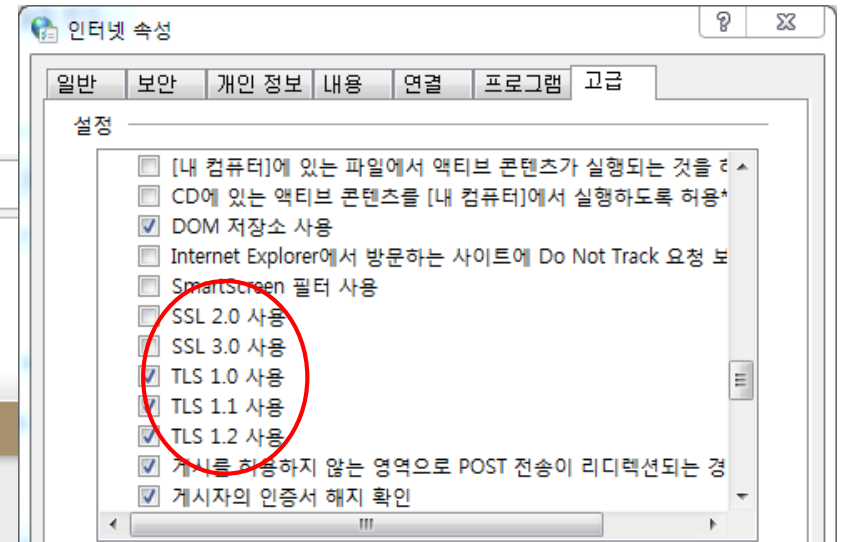 인터넷 속성
일반 보안 개인 정보 내용 연결 프로그램 고급
설정
[내 컴퓨터]에 있는 파일에서 액티브 콘텐츠가 실행되는 것을
CD에 있는 액티브 콘텐츠를 [내 컴퓨터]에서 실행하도록 허용*
DOM 저장소 사용
Internet Explorer에서 방문하는 사이트에 Do Not Track 요청 보
SmartScreen 필터 사용
SSL 2.0 사용
SSL 3.0 사용
TLS 1.0 사용
TLS 1.1 사용
TLS 1.2 사용
게시를 허용하지 않는 영역으로 POST 전송이 리디렉션되는 경
게시자의 인증서 해지 확인